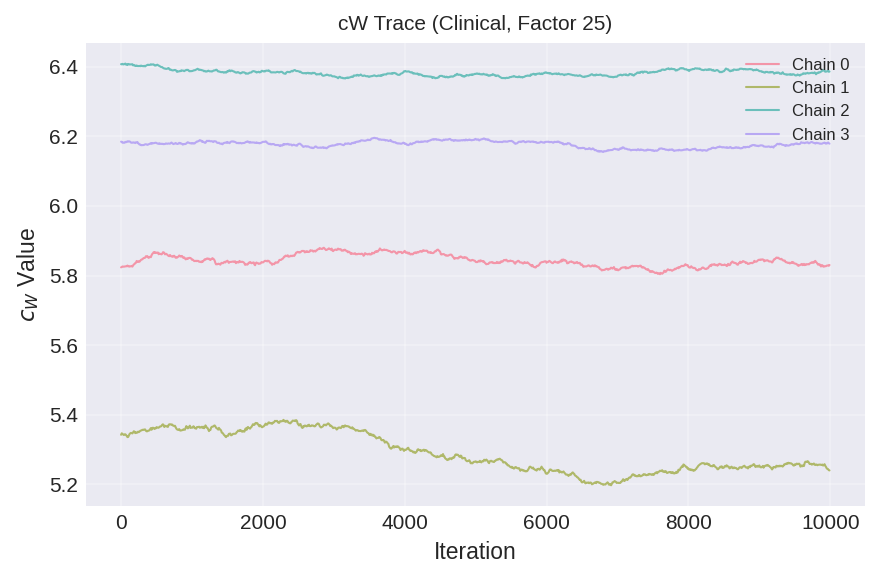 cW Trace (Clinical, Factor 25)
6.4
6.2
6.0
5.8
5.6
5.4
5.2
cW Value
Chain 0
Chain 1
Chain 2
Chain 3
0 2000 4000 6000 8000 10000
Iteration